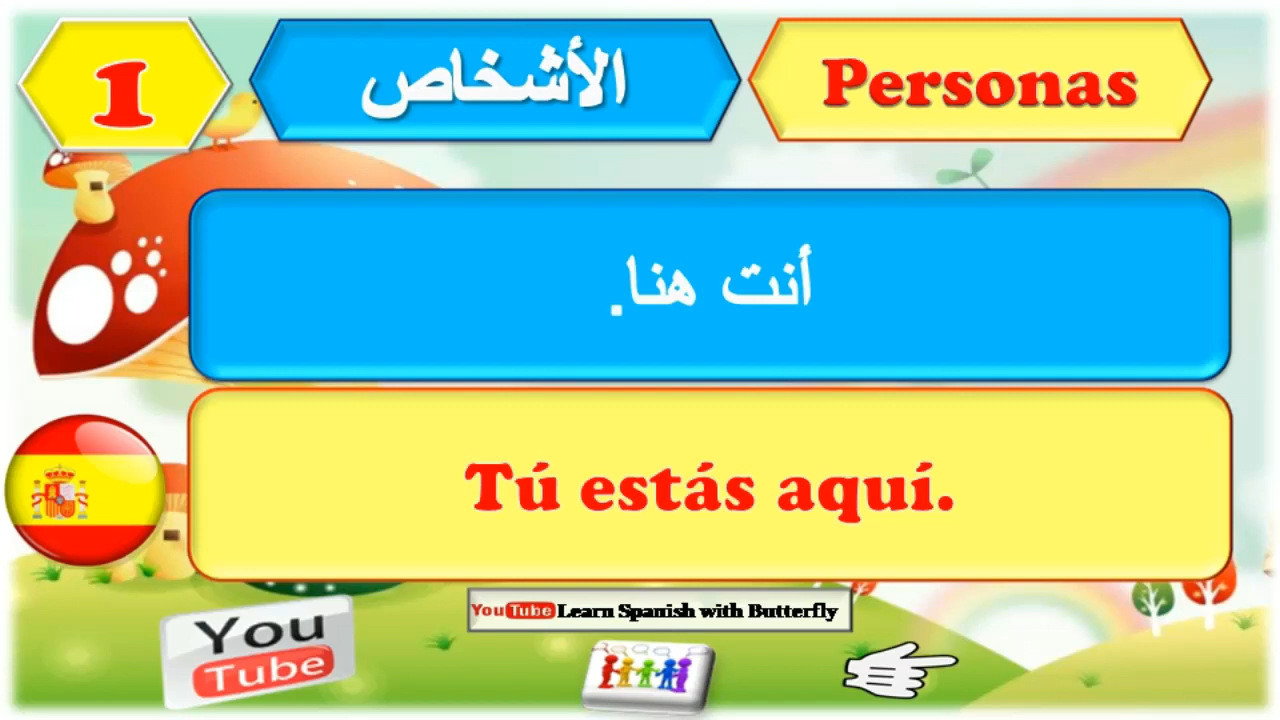 1
الأشخاص
Personas
أنت هنا.
Tú estás aquí.
YouTube Learn Spanish with Butterfly
You
Tube